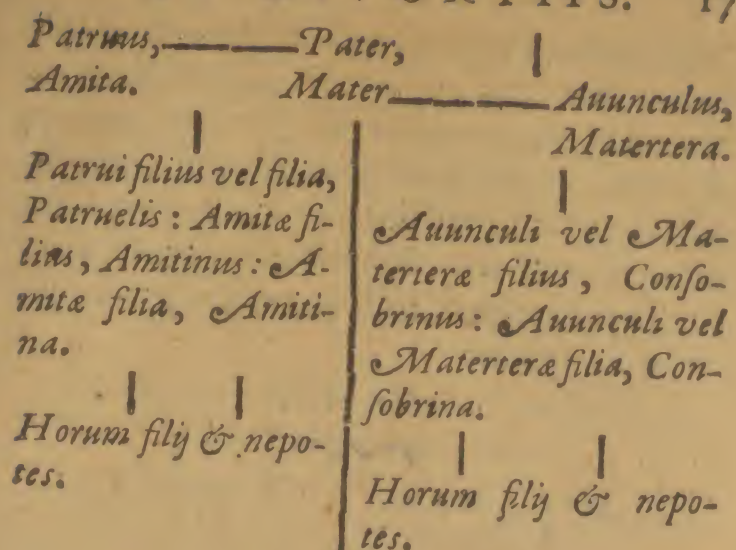 Patruus, Pater,
Amita. Mater Auunculus,
Matertera.
Patrui filius vel filia,
Patruelis: Amitæ fi-
lius, Amitinus: A-
mitæ filia, Amiti-
na.
Horum filij & nepo-
tes.
Auunculi vel Ma-
terteræ filius, Conso-
brinus: Auunculi vel
Materteræ filia, Con-
sobrina.
Horum filij & nepo-
tes.